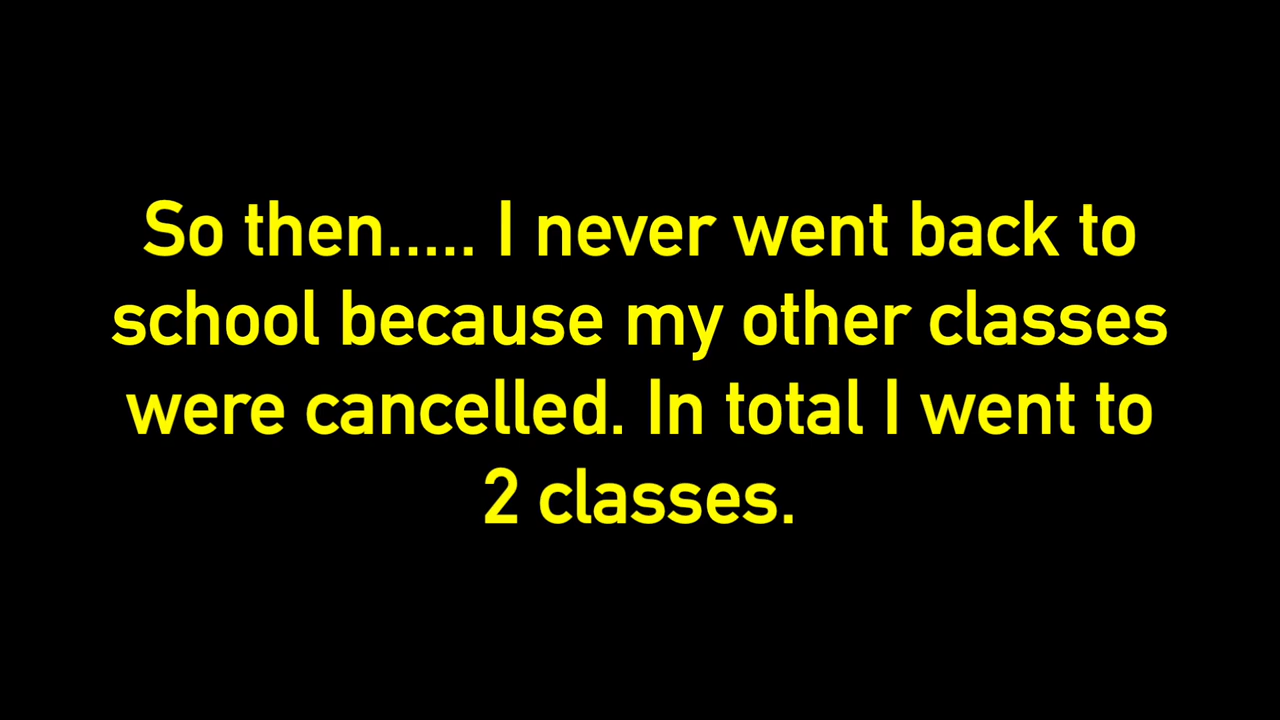 So then..... I never went back to
school because my other classes
were cancelled. In total I went to
2 classes.